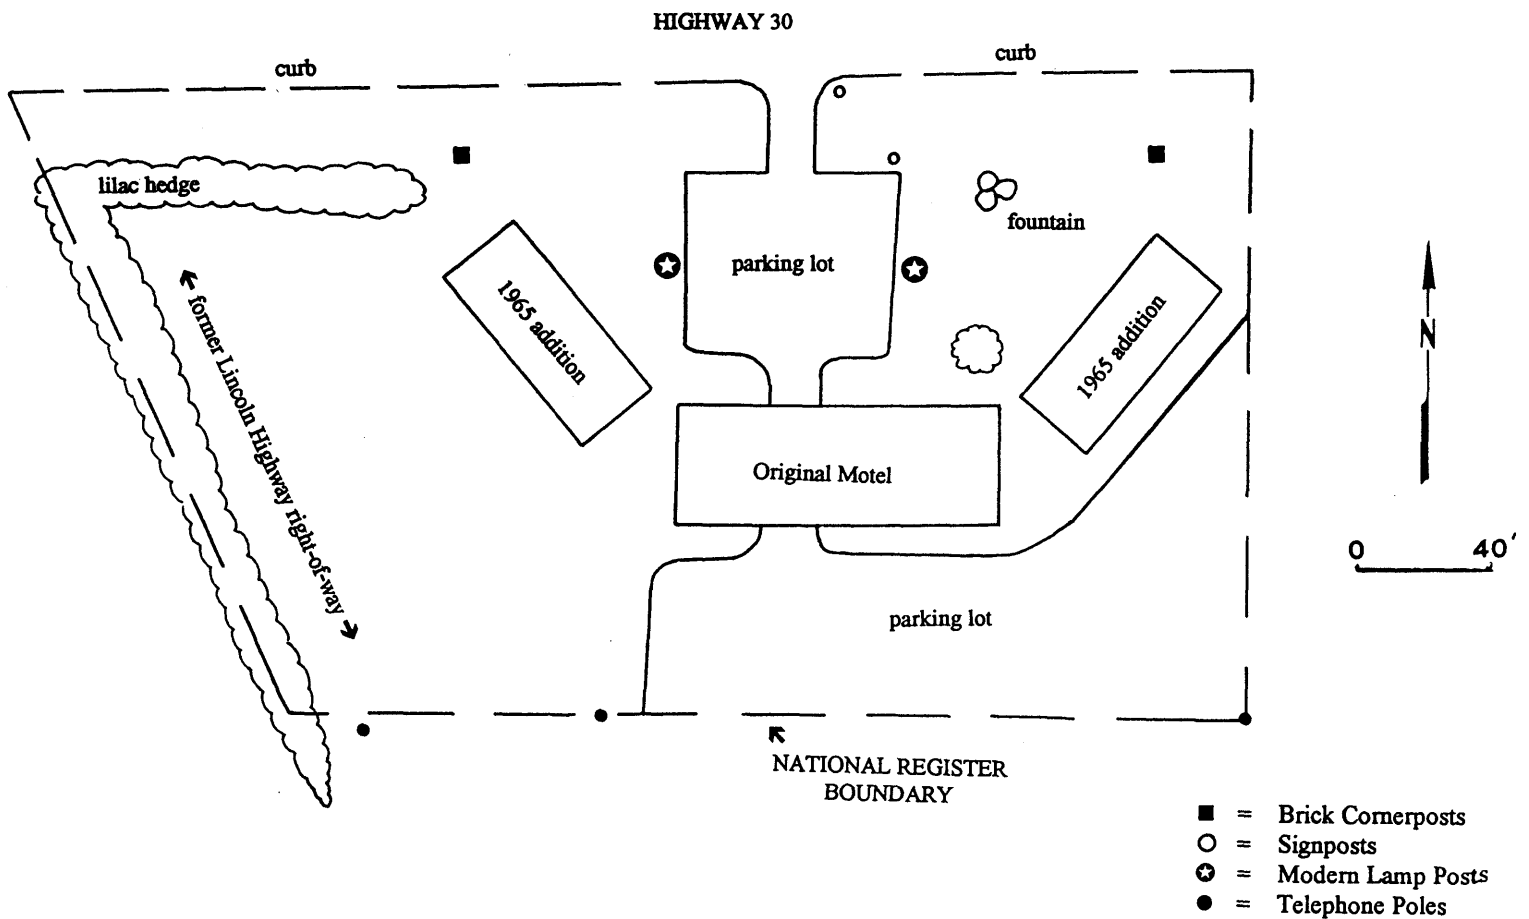 HIGHWAY 30
curb
curb
lilac hedge
fountain
parking lot
1965 addition
1965 addition
← former Lincoln Highway right-of-way →
N
Original Motel
0 40'
parking lot
NATIONAL REGISTER
BOUNDARY
■ = Brick Cornerposts
○ = Signposts
✪ = Modern Lamp Posts
● = Telephone Poles